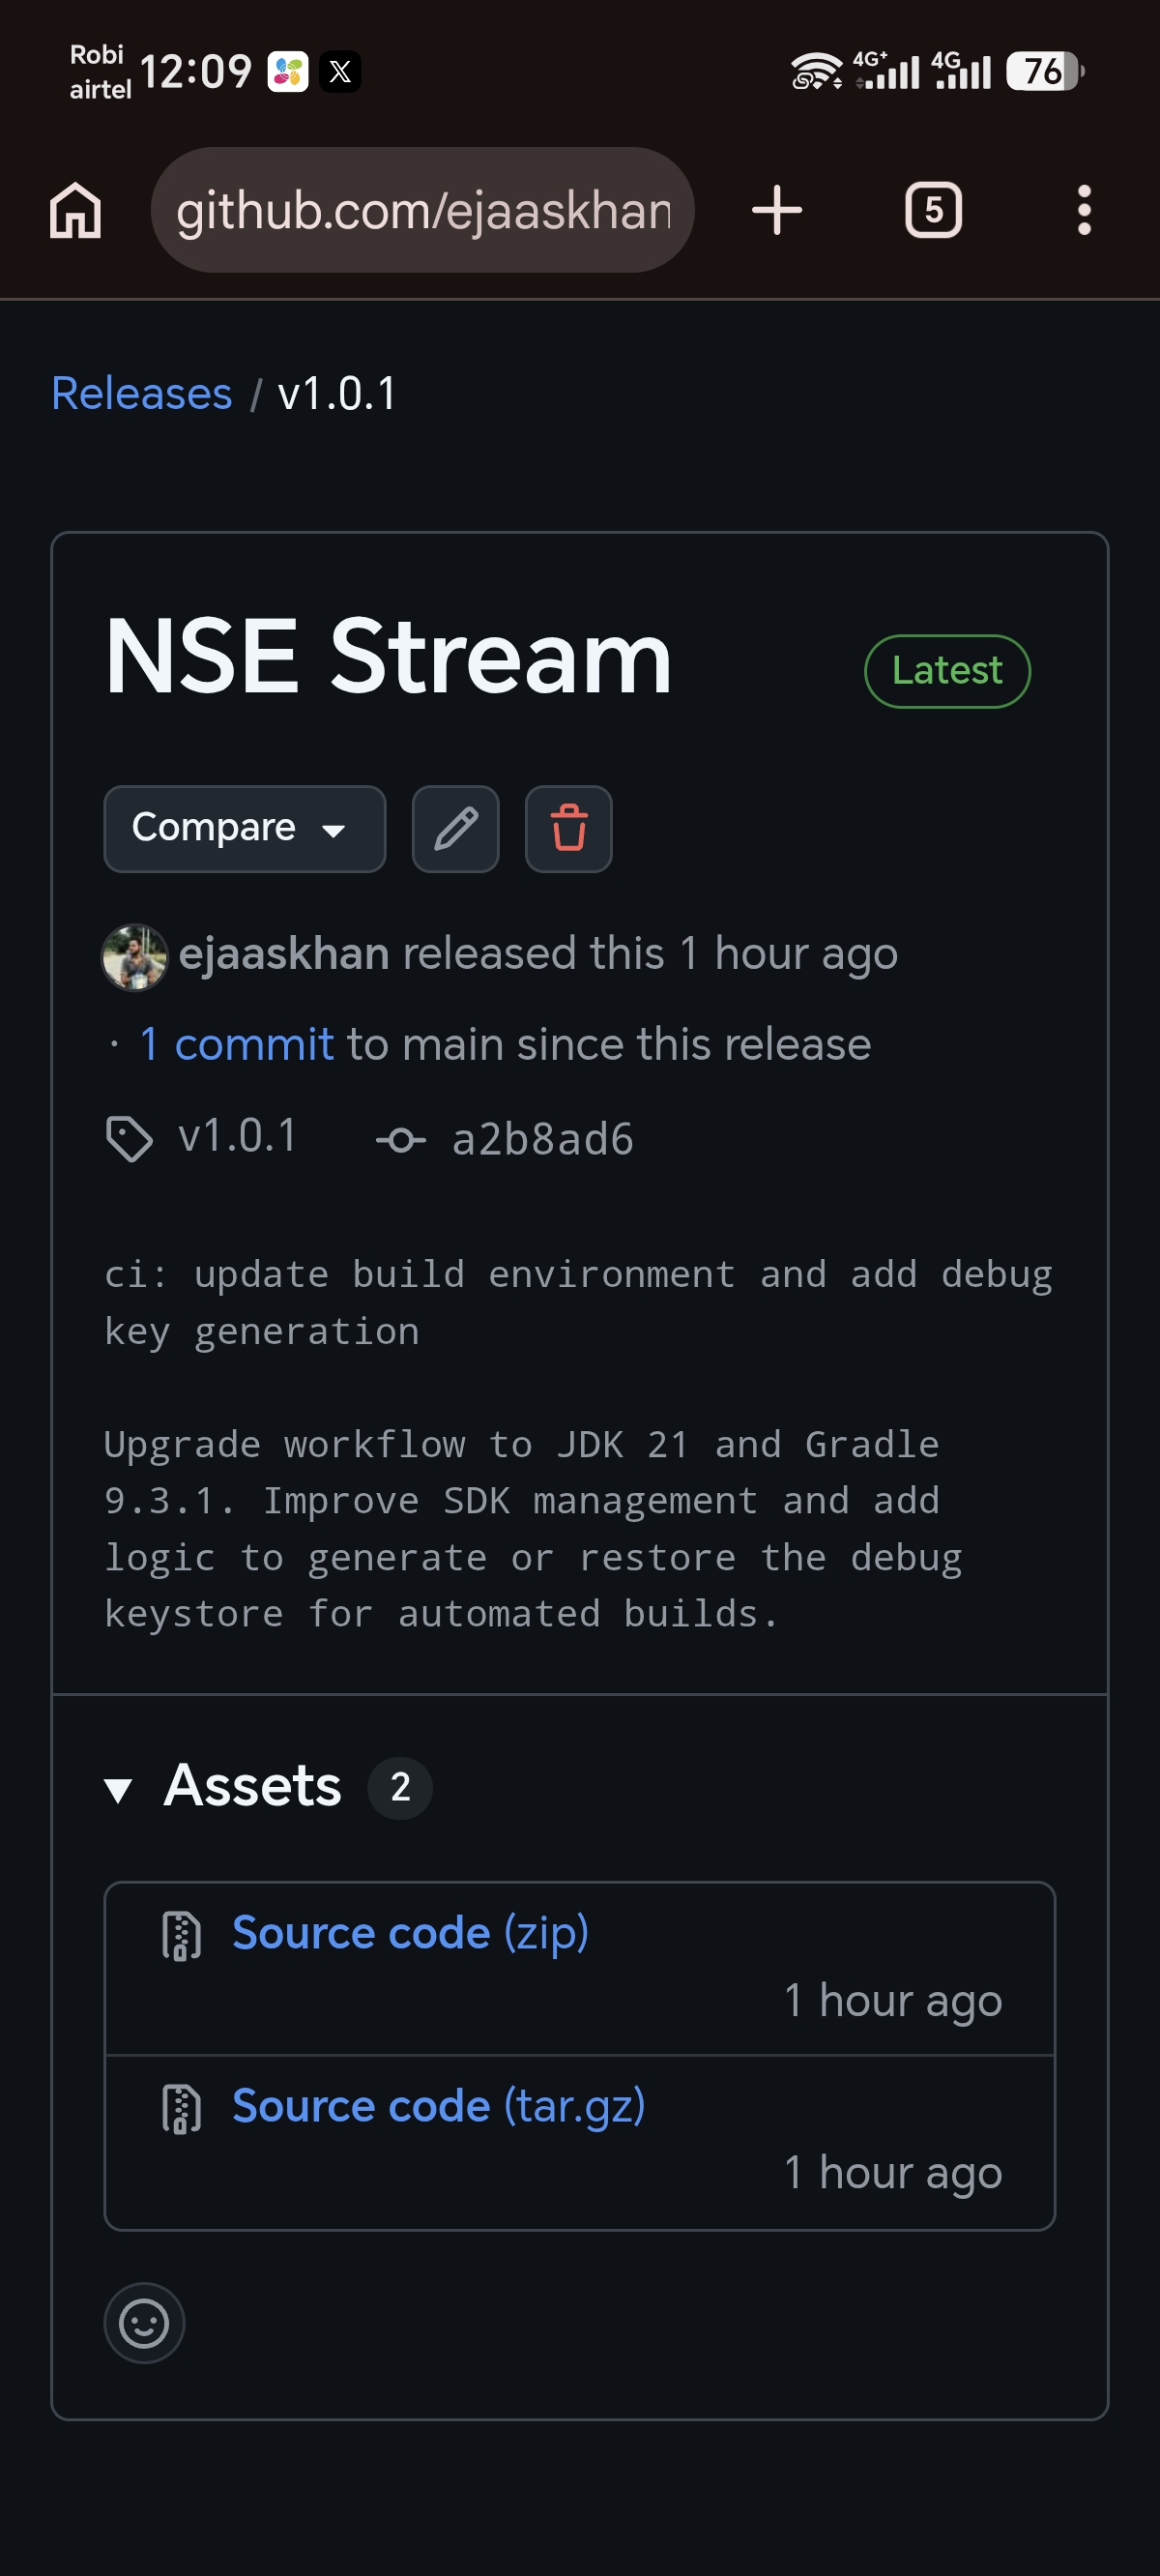 Robi
airtel
12:09
4G+
4G
76
github.com/ejaaskhan
5
Releases / v1.0.1
NSE Stream
Latest
Compare
ejaaskhan released this 1 hour ago
· 1 commit to main since this release
v1.0.1 a2b8ad6
ci: update build environment and add debug
key generation
Upgrade workflow to JDK 21 and Gradle
9.3.1. Improve SDK management and add
logic to generate or restore the debug
keystore for automated builds.
Assets 2
Source code (zip)
1 hour ago
Source code (tar.gz)
1 hour ago